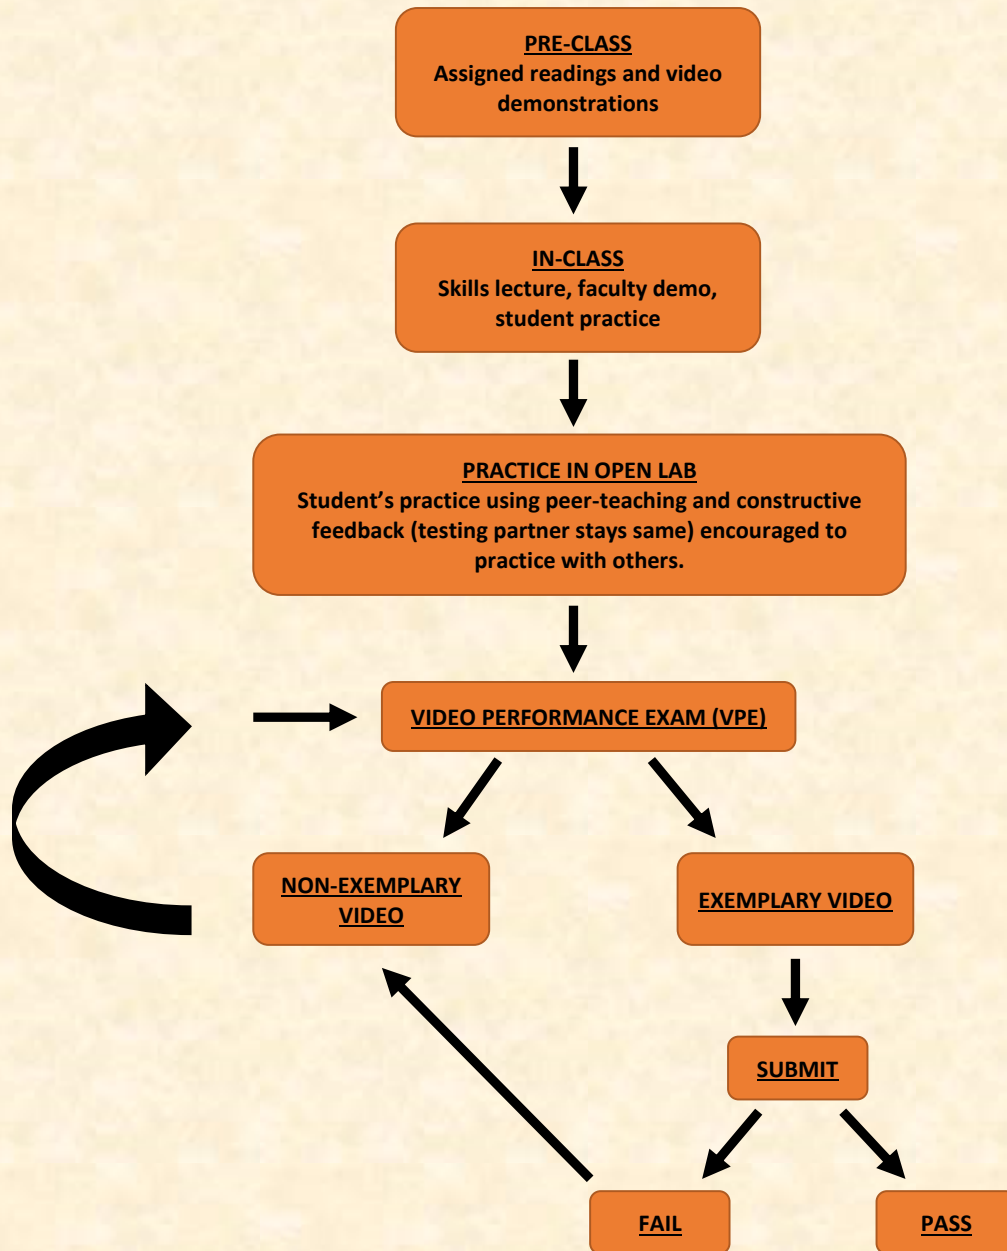 PRE-CLASS
Assigned readings and video
demonstrations
IN-CLASS
Skills lecture, faculty demo,
student practice
PRACTICE IN OPEN LAB
Student’s practice using peer-teaching and constructive
feedback (testing partner stays same) encouraged to
practice with others.
VIDEO PERFORMANCE EXAM (VPE)
NON-EXEMPLARY
VIDEO
EXEMPLARY VIDEO
SUBMIT
FAIL
PASS